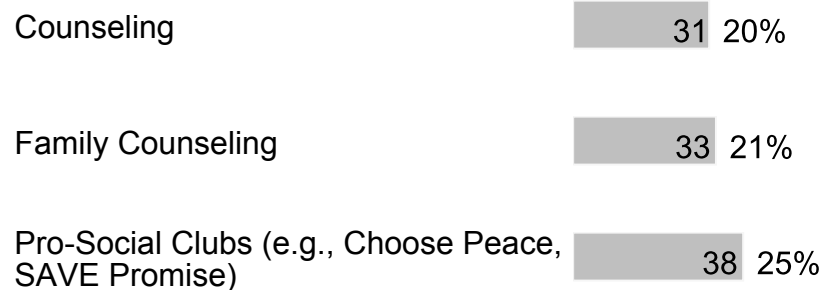 Counseling 31 20%
Family Counseling 33 21%
Pro-Social Clubs (e.g., Choose Peace,
SAVE Promise) 38 25%